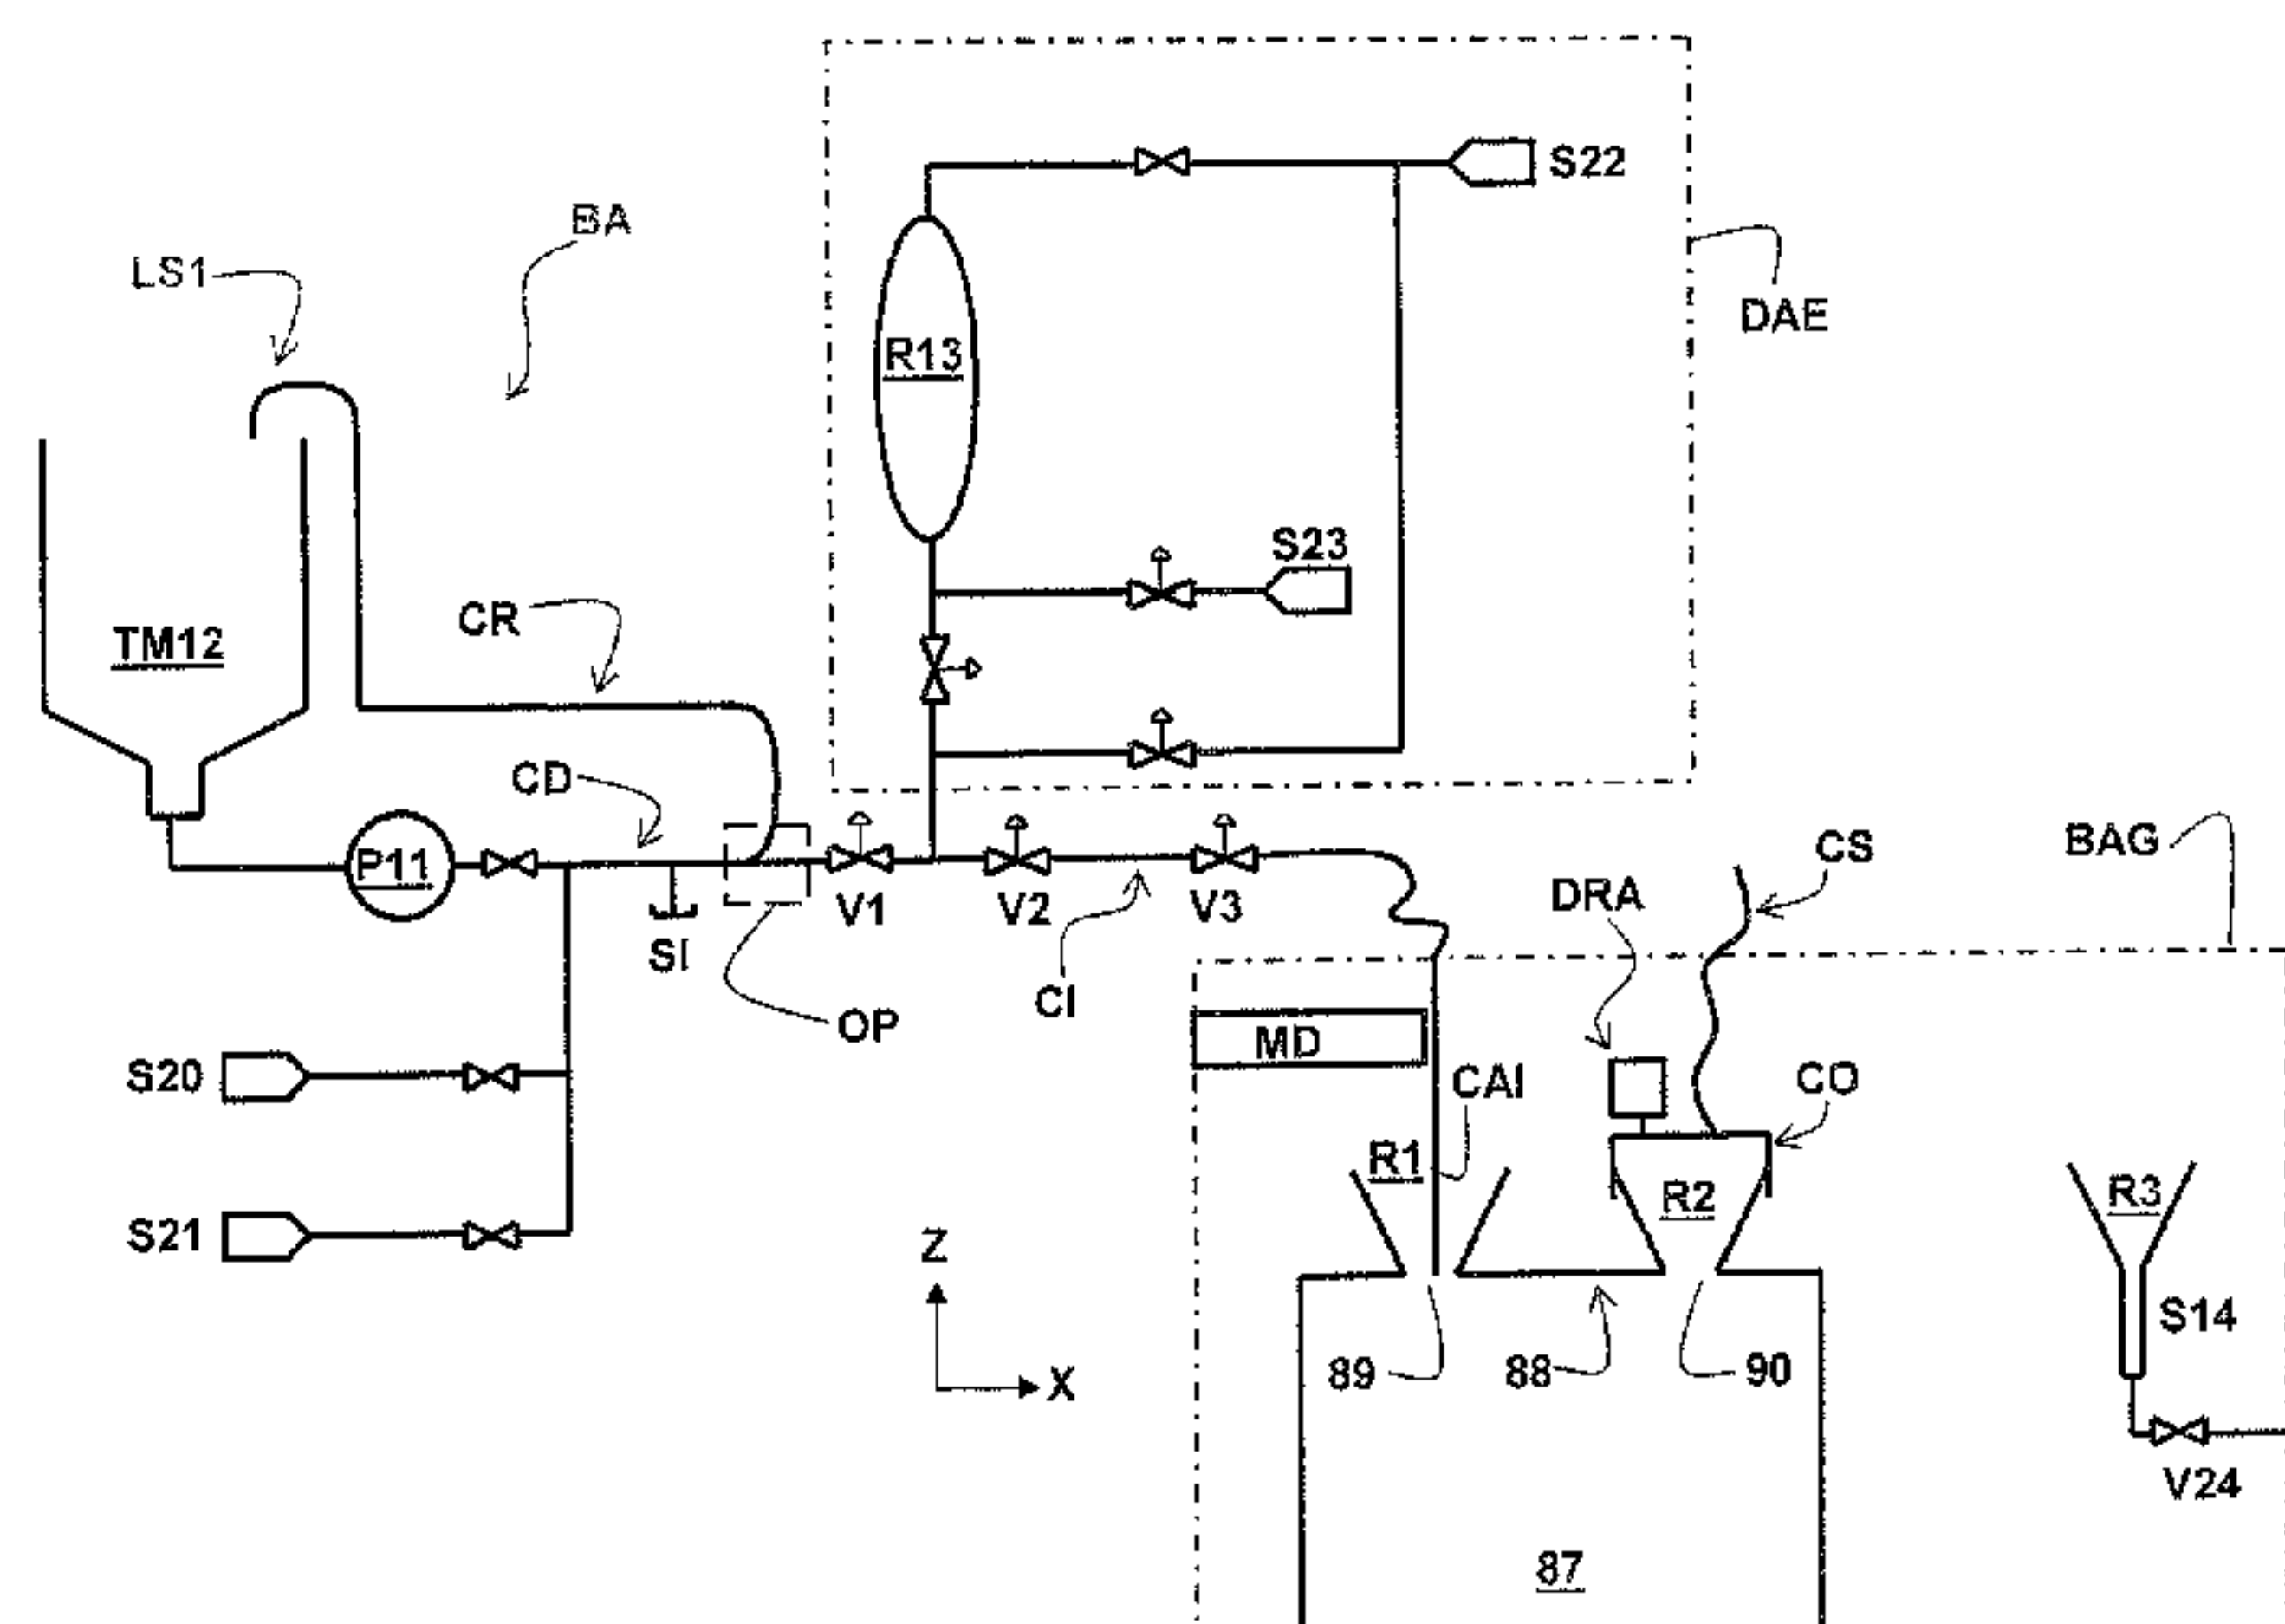 S22
BA
LS1
DAE
R13
S23
CR
TM12
CD
P11
V1
V2
V3
BAG
CS
DRA
SI
CI
OP
MD
S20
CAI
CO
R1
R2
R3
S21
Z
S14
X
89
88
90
V24
87